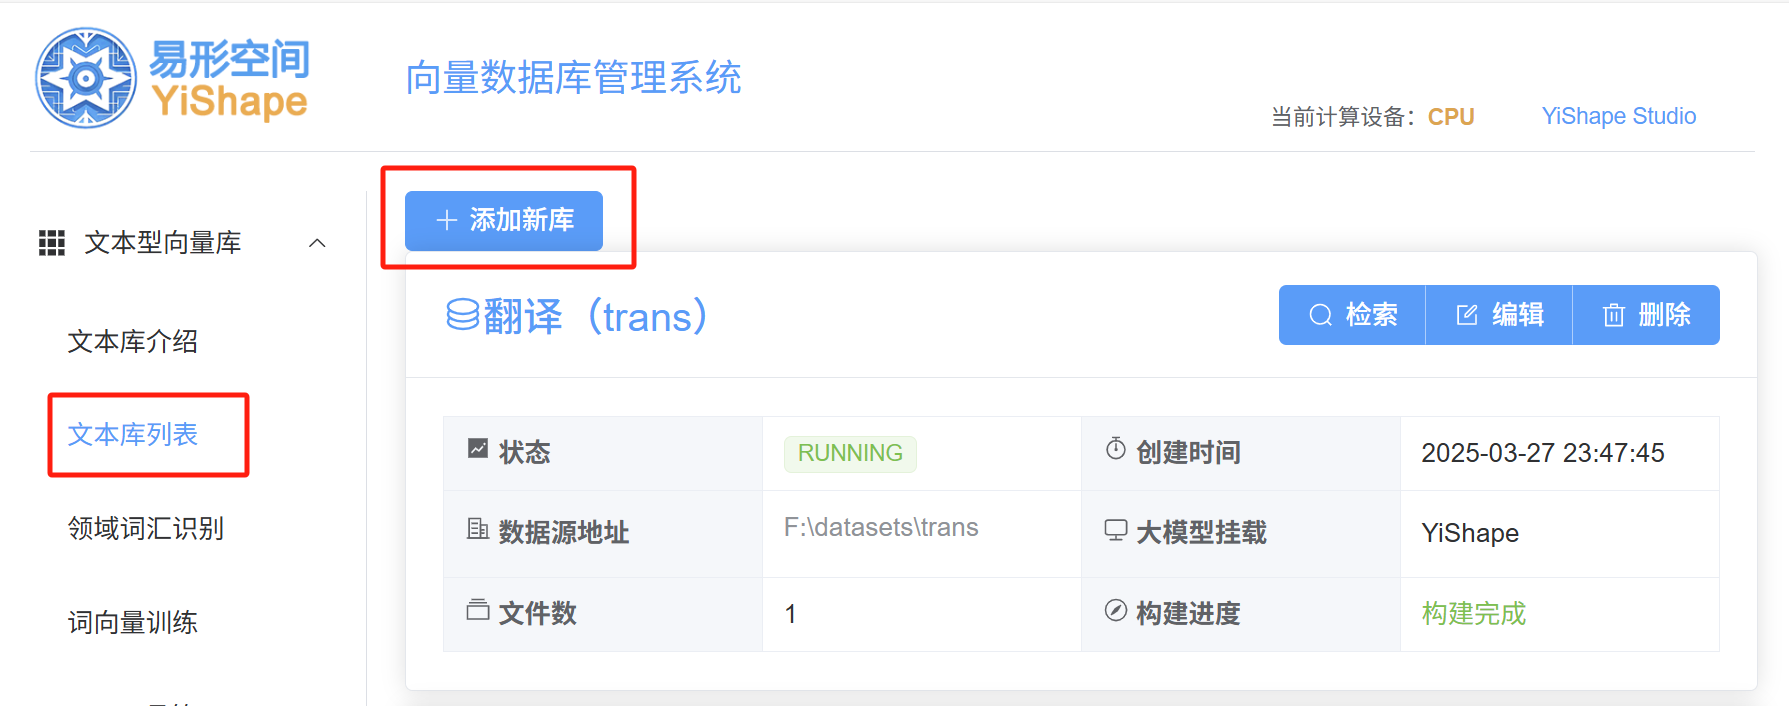 易形空间
YiShape
向量数据库管理系统
当前计算设备：CPU
YiShape Studio
文本型向量库
文本库介绍
文本库列表
领域词汇识别
词向量训练
添加新库
翻译（trans）
检索
编辑
删除
状态
RUNNING
创建时间
2025-03-27 23:47:45
数据源地址
F:\datasets\trans
大模型挂载
YiShape
文件数
1
构建进度
构建完成